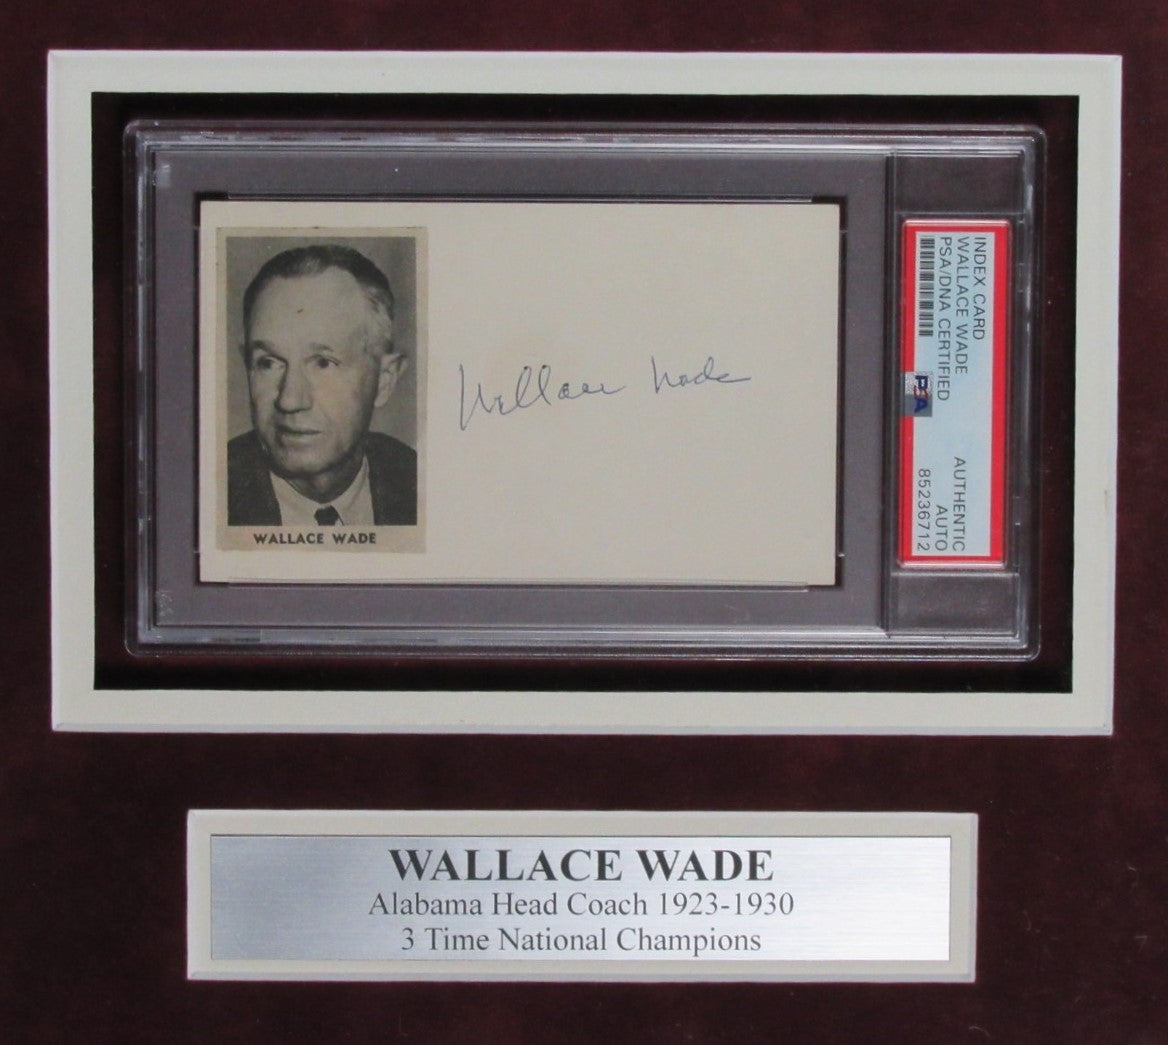 WALLACE WADE
Wallace Wade
INDEX CARD
WALLACE WADE
PSA/DNA CERTIFIED
AUTHENTIC
AUTO
85236712
PSA
WALLACE WADE
Alabama Head Coach 1923-1930
3 Time National Champions